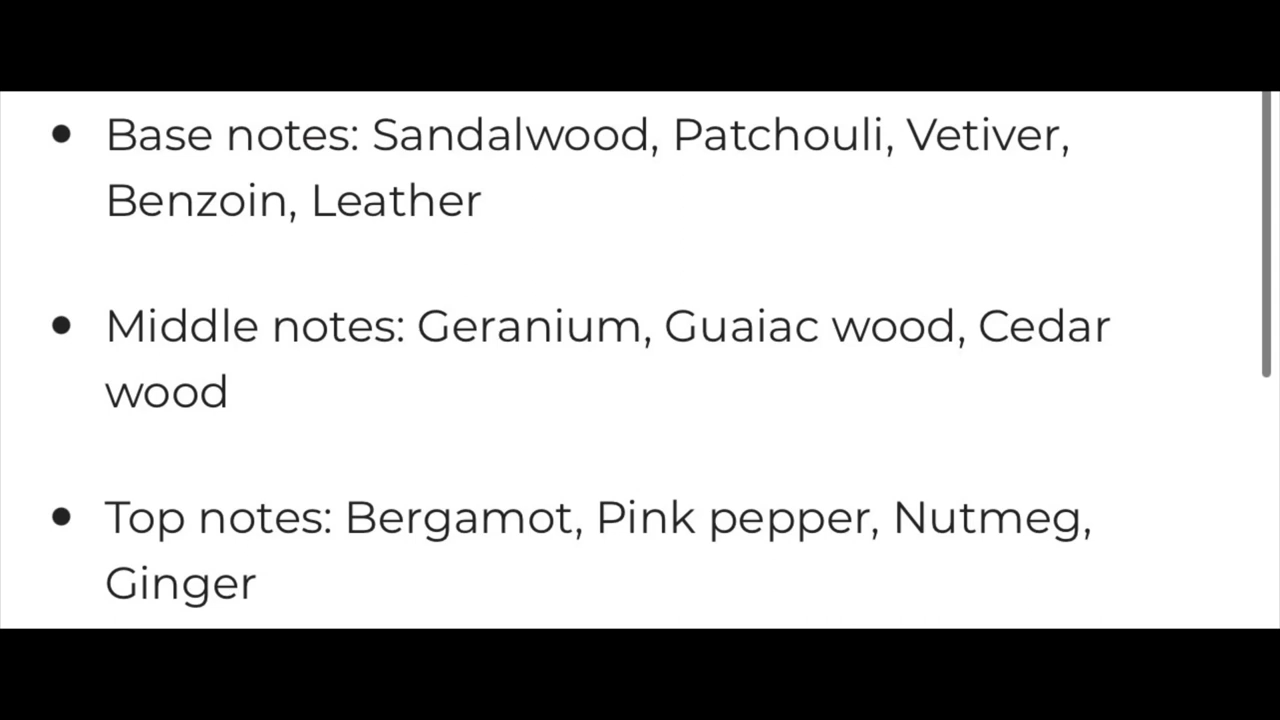 • Base notes: Sandalwood, Patchouli, Vetiver,
Benzoin, Leather
• Middle notes: Geranium, Guaiac wood, Cedar
wood
• Top notes: Bergamot, Pink pepper, Nutmeg,
Ginger